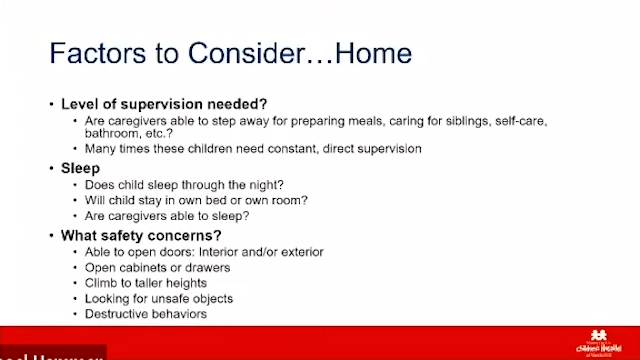 Factors to Consider…Home
• Level of supervision needed?
• Are caregivers able to step away for preparing meals, caring for siblings, self-care,
bathroom, etc.?
• Many times these children need constant, direct supervision
• Sleep
• Does child sleep through the night?
• Will child stay in own bed or own room?
• Are caregivers able to sleep?
• What safety concerns?
• Able to open doors: Interior and/or exterior
• Open cabinets or drawers
• Climb to taller heights
• Looking for unsafe objects
• Destructive behaviors